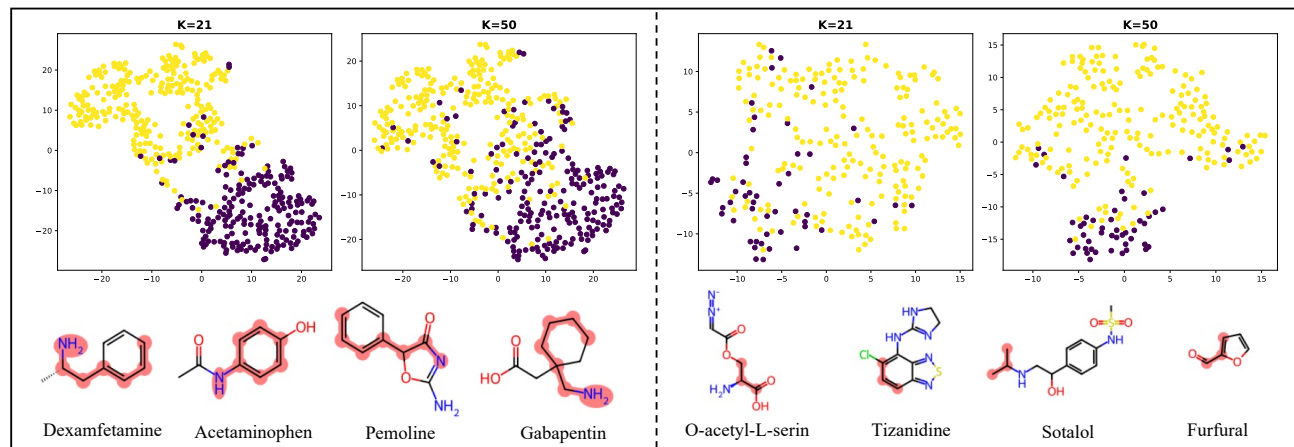 K=21
K=50
K=21
K=50
20
10
0
−10
−20
−20
−10
0
10
20
20
10
0
−10
−20
−20
−10
0
10
20
10
5
0
−5
−10
−10
−5
0
5
10
15
15
10
5
0
−5
−10
−15
−10
−5
0
5
10
15
NH2
O
OH
N
H
O
N
O
NH2
HO
O
NH2
N−
N+
O
O
H2N
O
OH
HN
N
NH
Cl
N
S
N
O
S
O
NH
N
H
OH
O
O
Dexamfetamine
Acetaminophen
Pemoline
Gabapentin
O-acetyl-L-serin
Tizanidine
Sotalol
Furfural